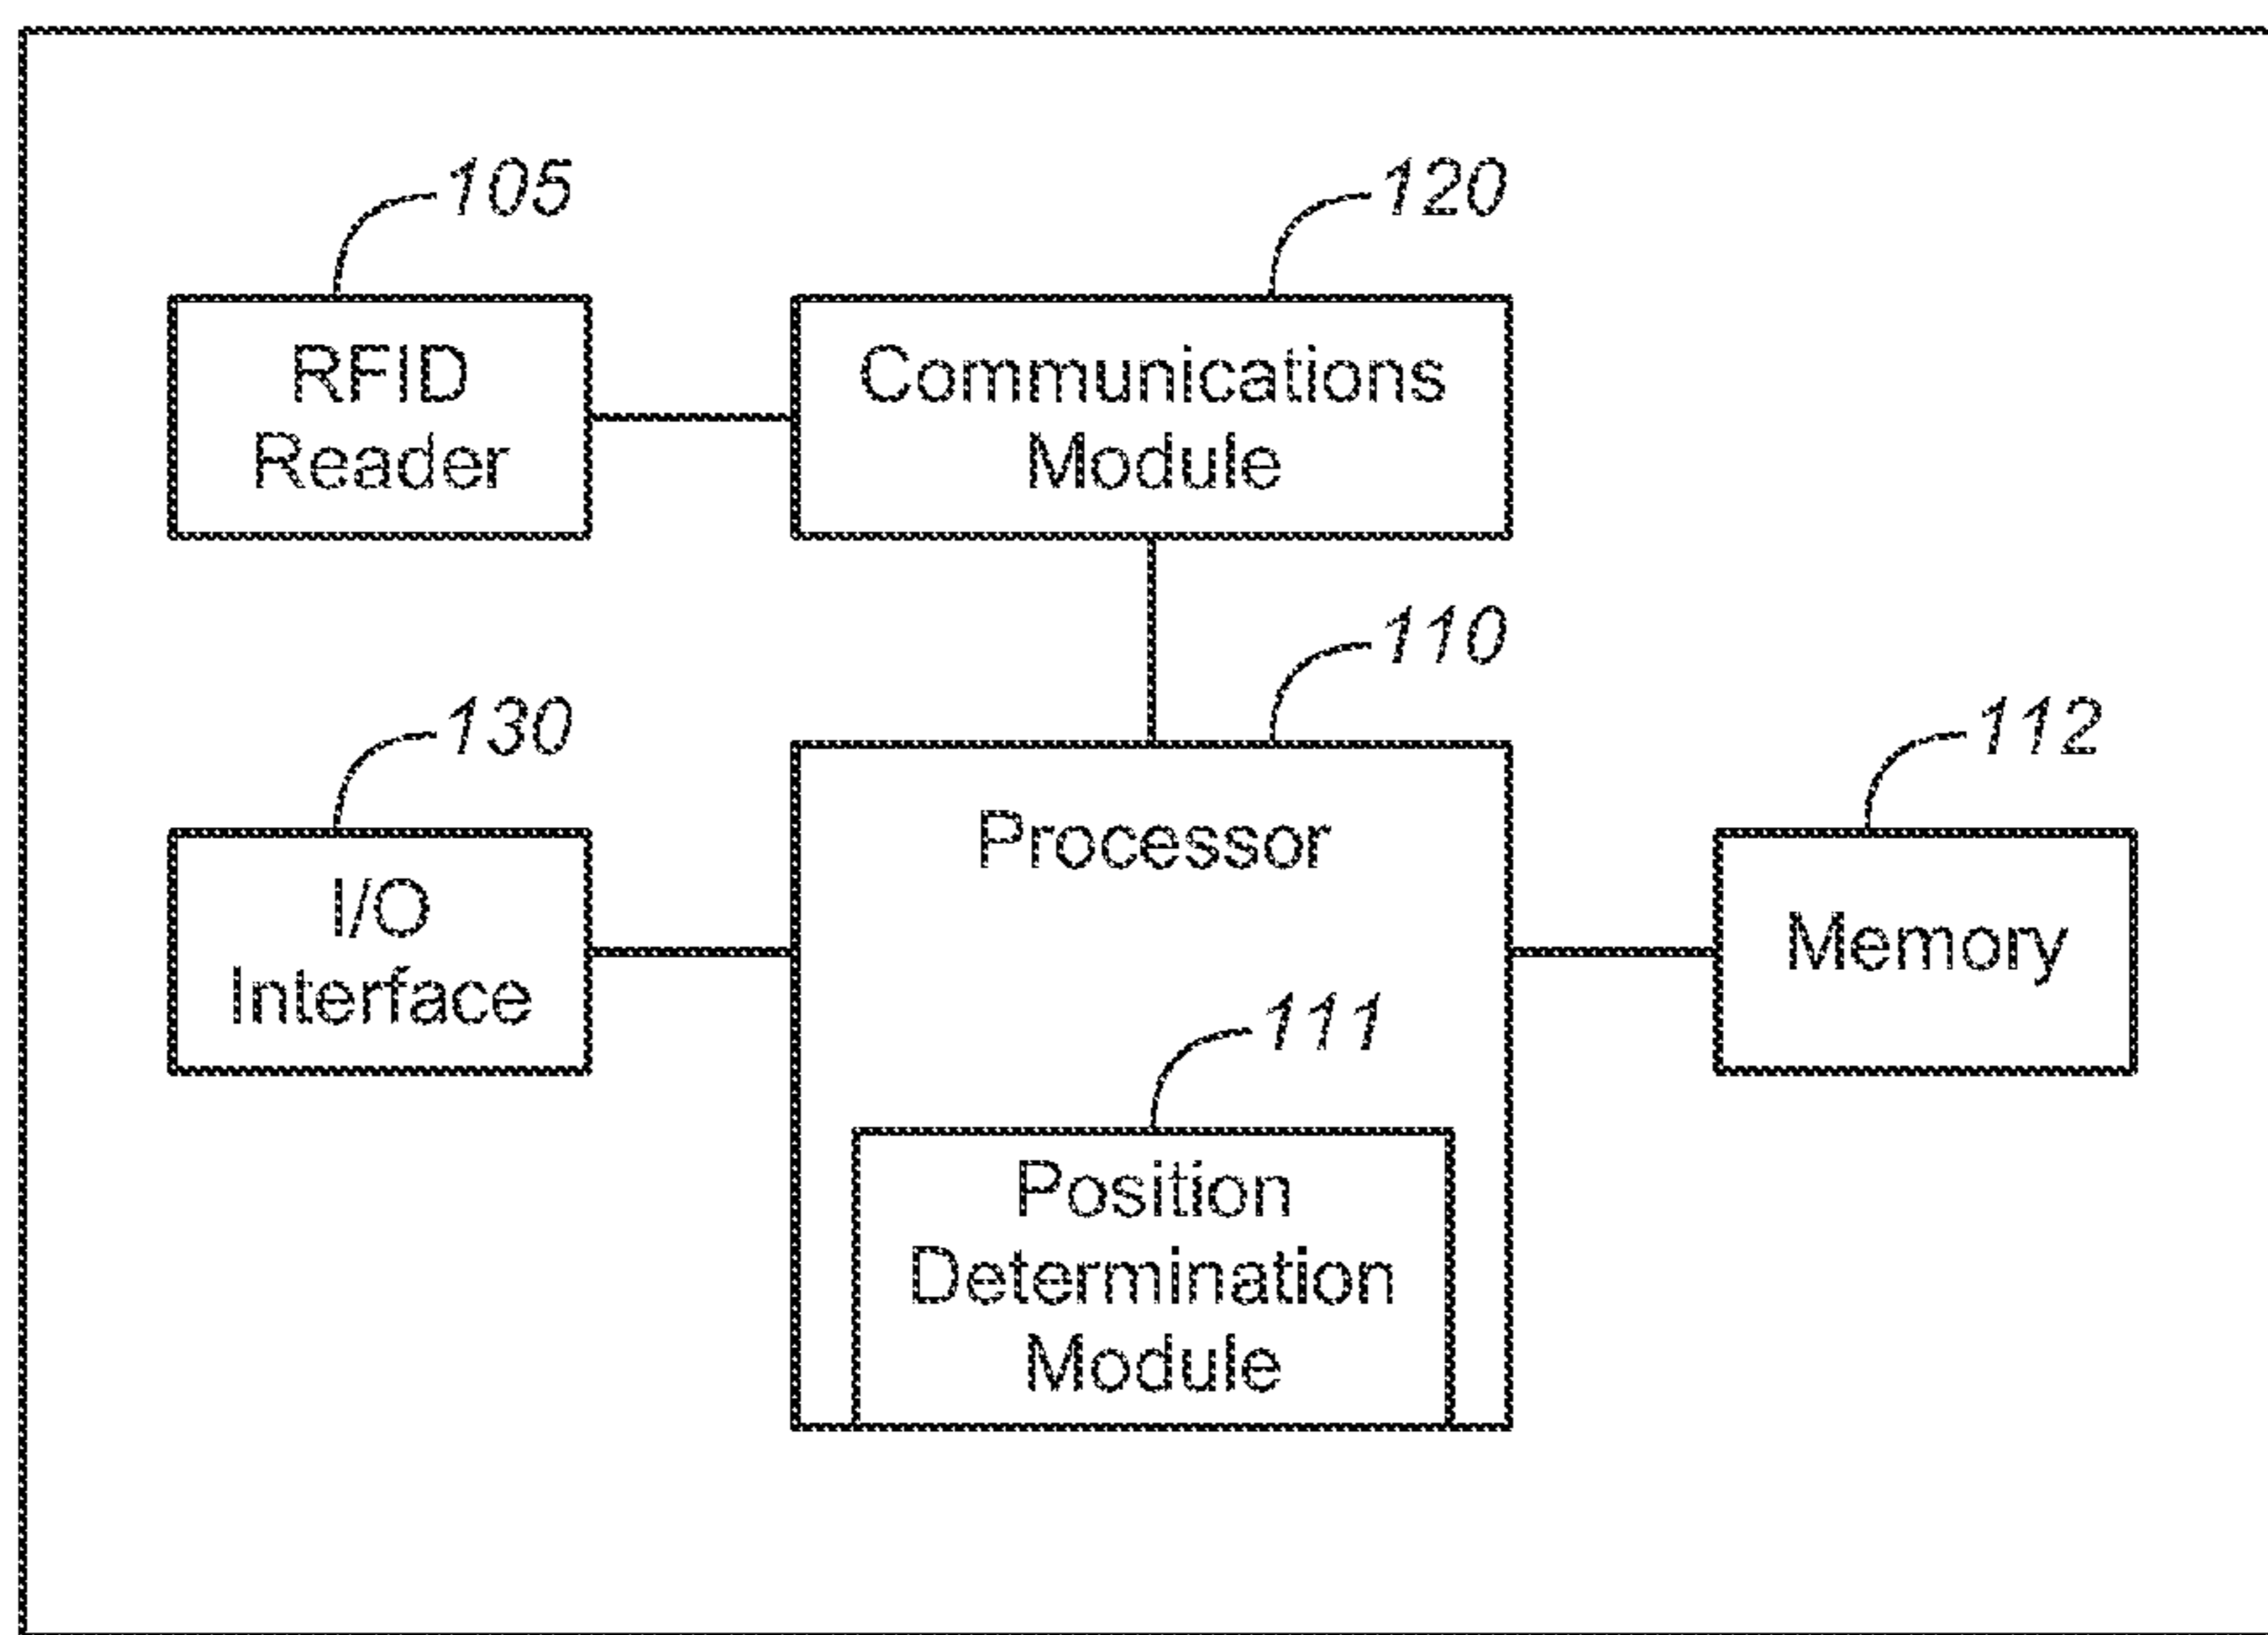 105
RFID
Reader
120
Communications
Module
130
I/O
Interface
110
Processor
111
Position
Determination
Module
112
Memory